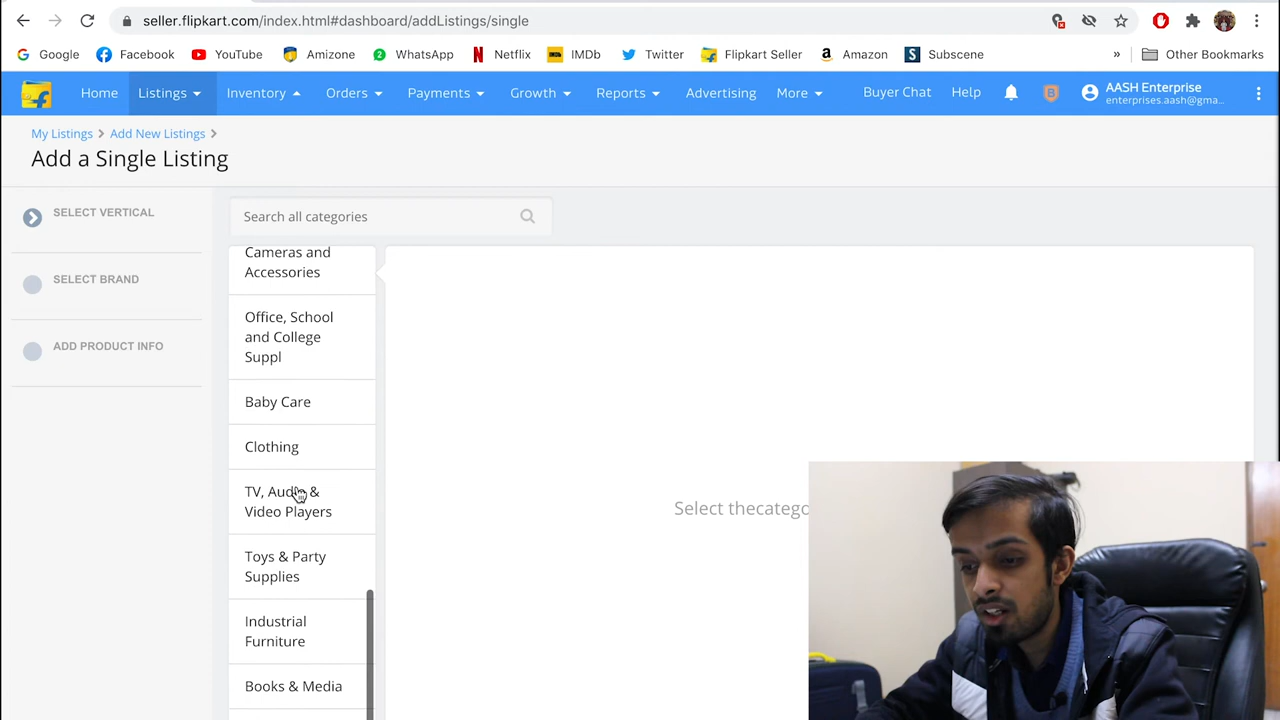 seller.flipkart.com/index.html#dashboard/addListings/single
Google Facebook YouTube Amizone WhatsApp Netflix IMDb Twitter Flipkart Seller Amazon Subscene » Other Bookmarks
Home Listings Inventory Orders Payments Growth Reports Advertising More Buyer Chat Help AASH Enterprise
enterprises.aash@gma...
My Listings Add New Listings
Add a Single Listing
SELECT VERTICAL
SELECT BRAND
ADD PRODUCT INFO
Search all categories
Cameras and
Accessories
Office, School
and College
Suppl
Baby Care
Clothing
TV, Audio &
Video Players
Toys & Party
Supplies
Industrial
Furniture
Books & Media
Select thecatego